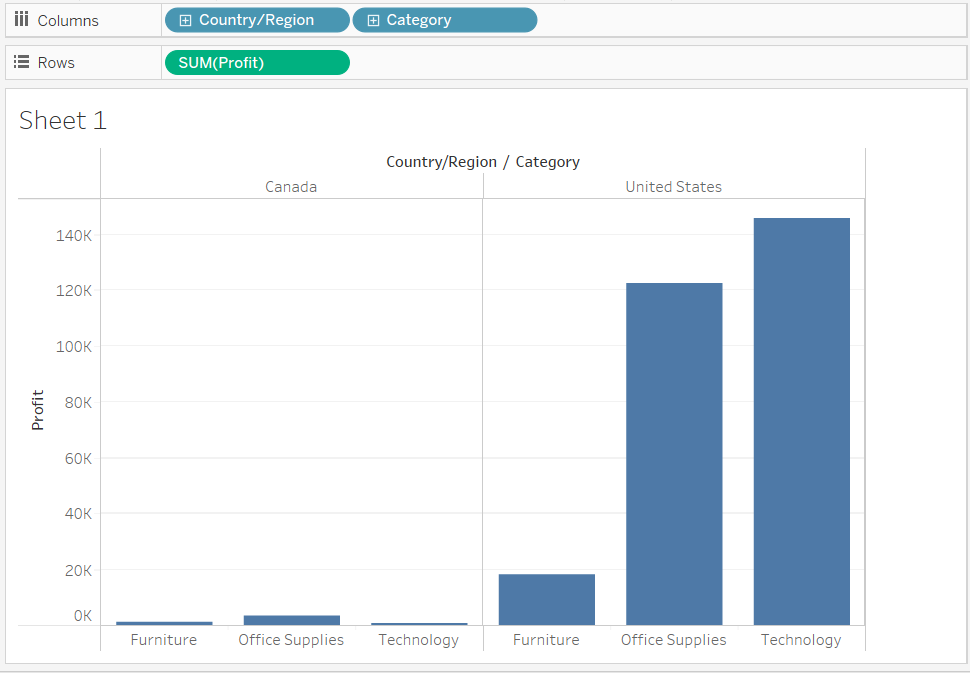 Columns Country/Region Category
Rows SUM(Profit)
Sheet 1
Country/Region / Category
Canada United States
Profit
140K
120K
100K
80K
60K
40K
20K
0K
Furniture Office Supplies Technology Furniture Office Supplies Technology